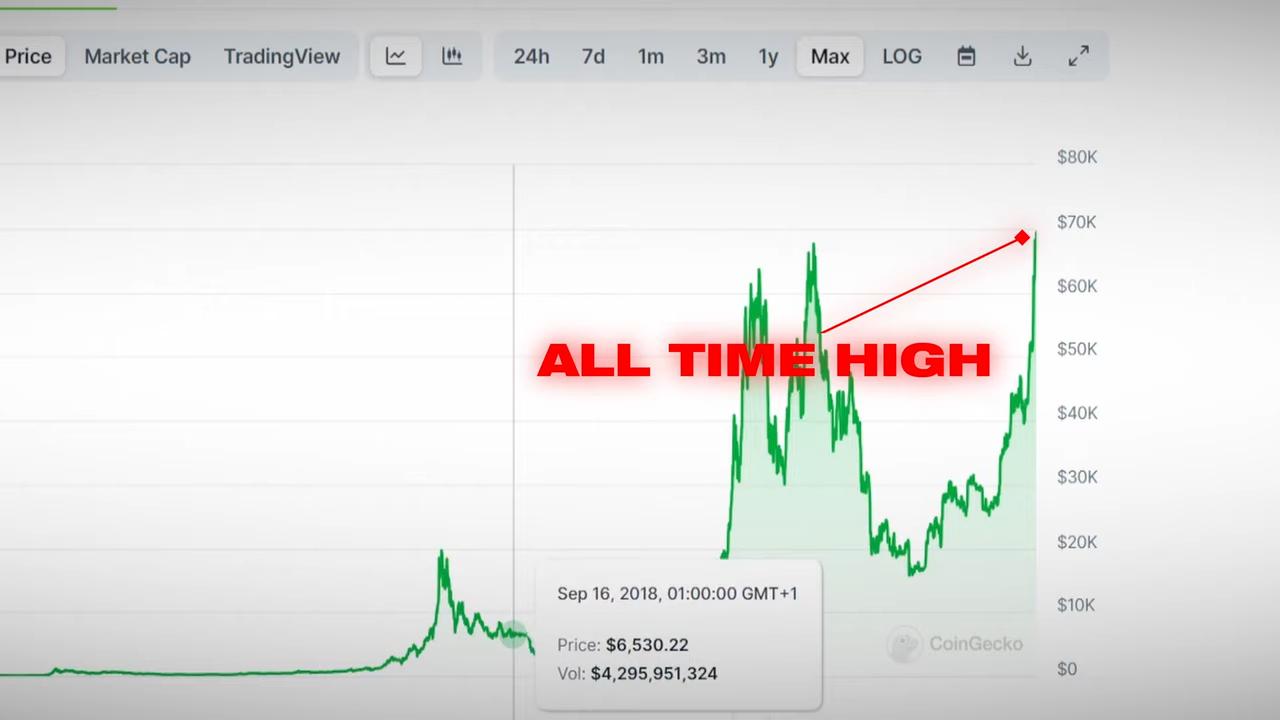 Price Market Cap TradingView 24h 7d 1m 3m 1y Max LOG
$80K
$70K
$60K
$50K
ALL TIME HIGH
$40K
$30K
$20K
$10K
$0
Sep 16, 2018, 01:00:00 GMT+1
Price: $6,530.22
Vol: $4,295,951,324
CoinGecko